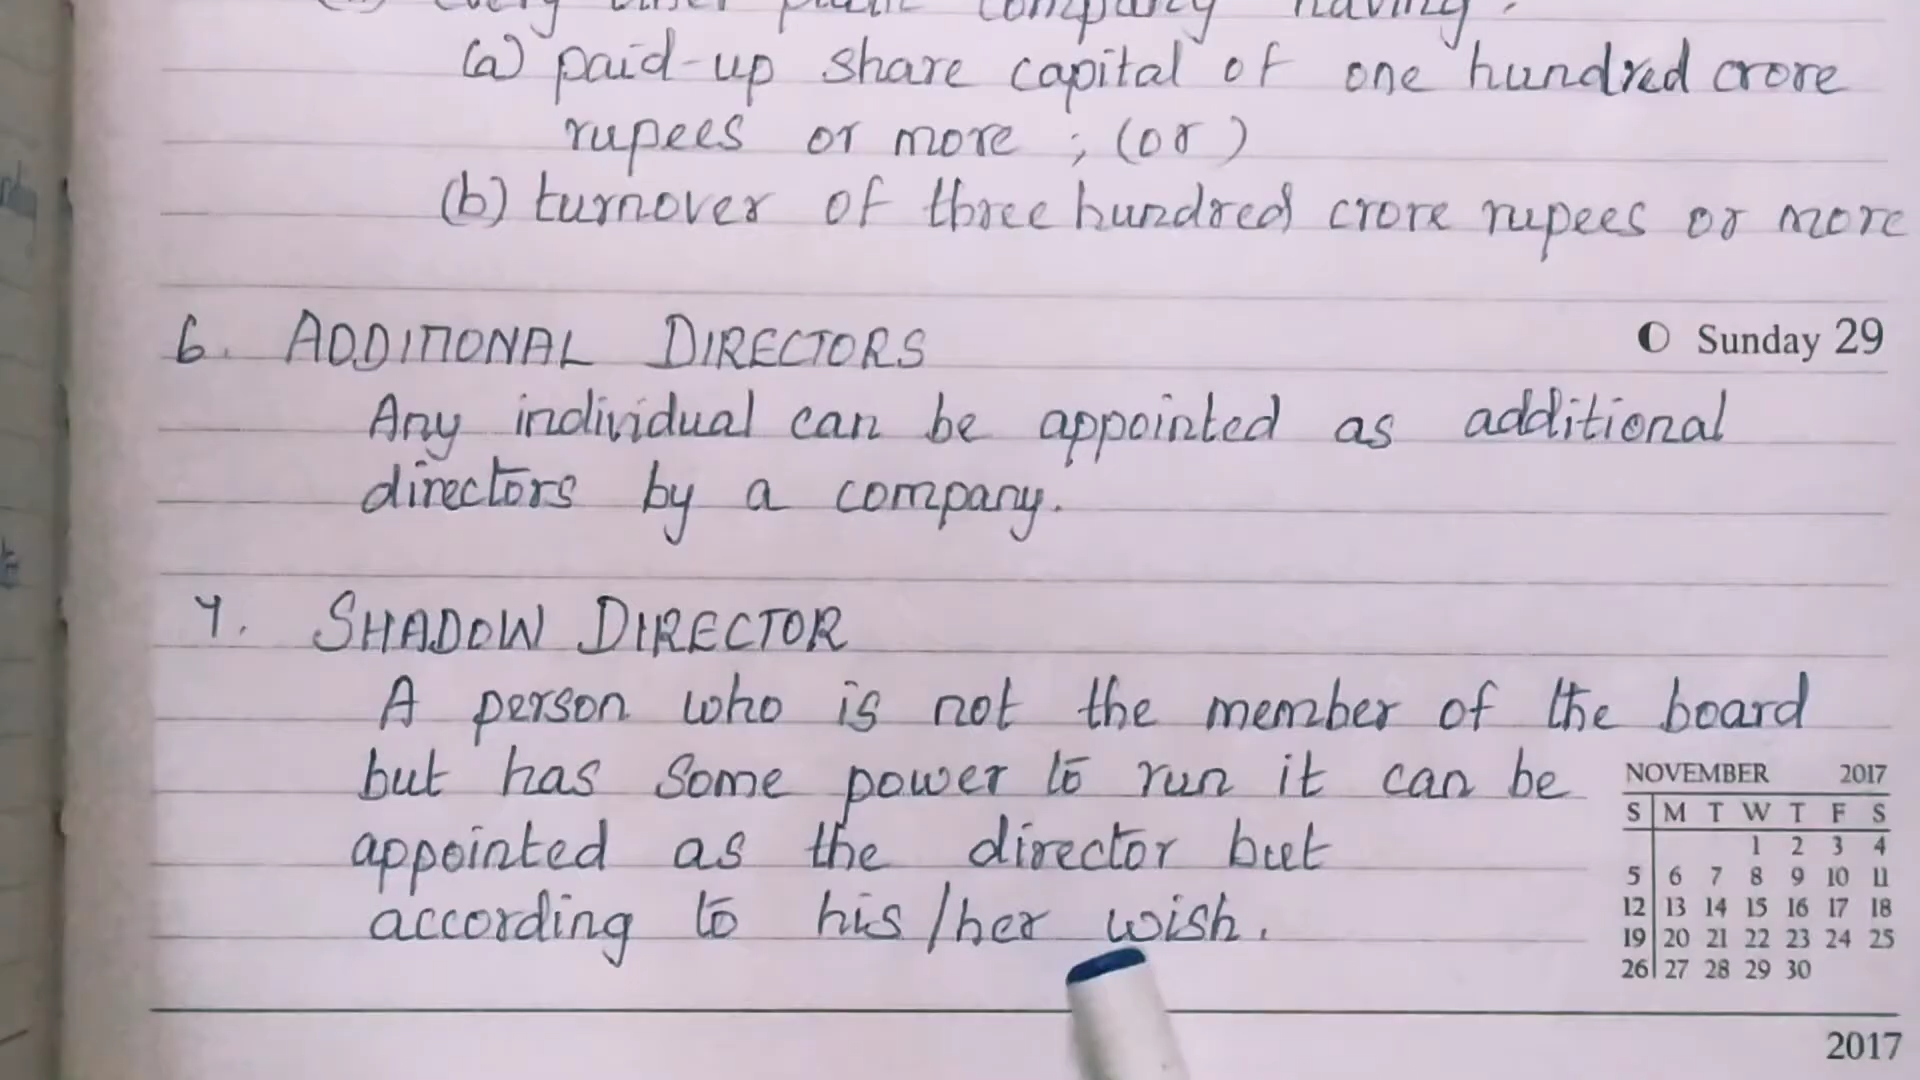 every other public company having:
(a) paid-up share capital of one hundred crore
rupees or more ; (or)
(b) turnover of three hundred crore rupees or more
6. ADDITIONAL DIRECTORS
Sunday 29
Any individual can be appointed as additional
directors by a company.
7. SHADOW DIRECTOR
A person who is not the member of the board
but has some power to run it can be
appointed as the director but
according to his/her wish.
NOVEMBER 2017
S M T W T F S
1 2 3 4
5 6 7 8 9 10 11
12 13 14 15 16 17 18
19 20 21 22 23 24 25
26 27 28 29 30
2017